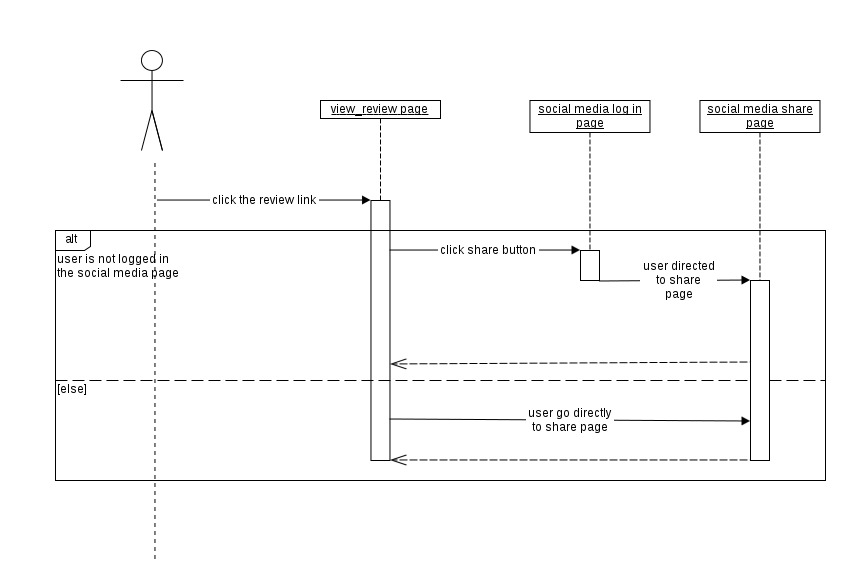 view_review page
social media log in
page
social media share
page
click the review link
alt
user is not logged in
the social media page
click share button
user directed
to share
page
[else]
user go directly
to share page